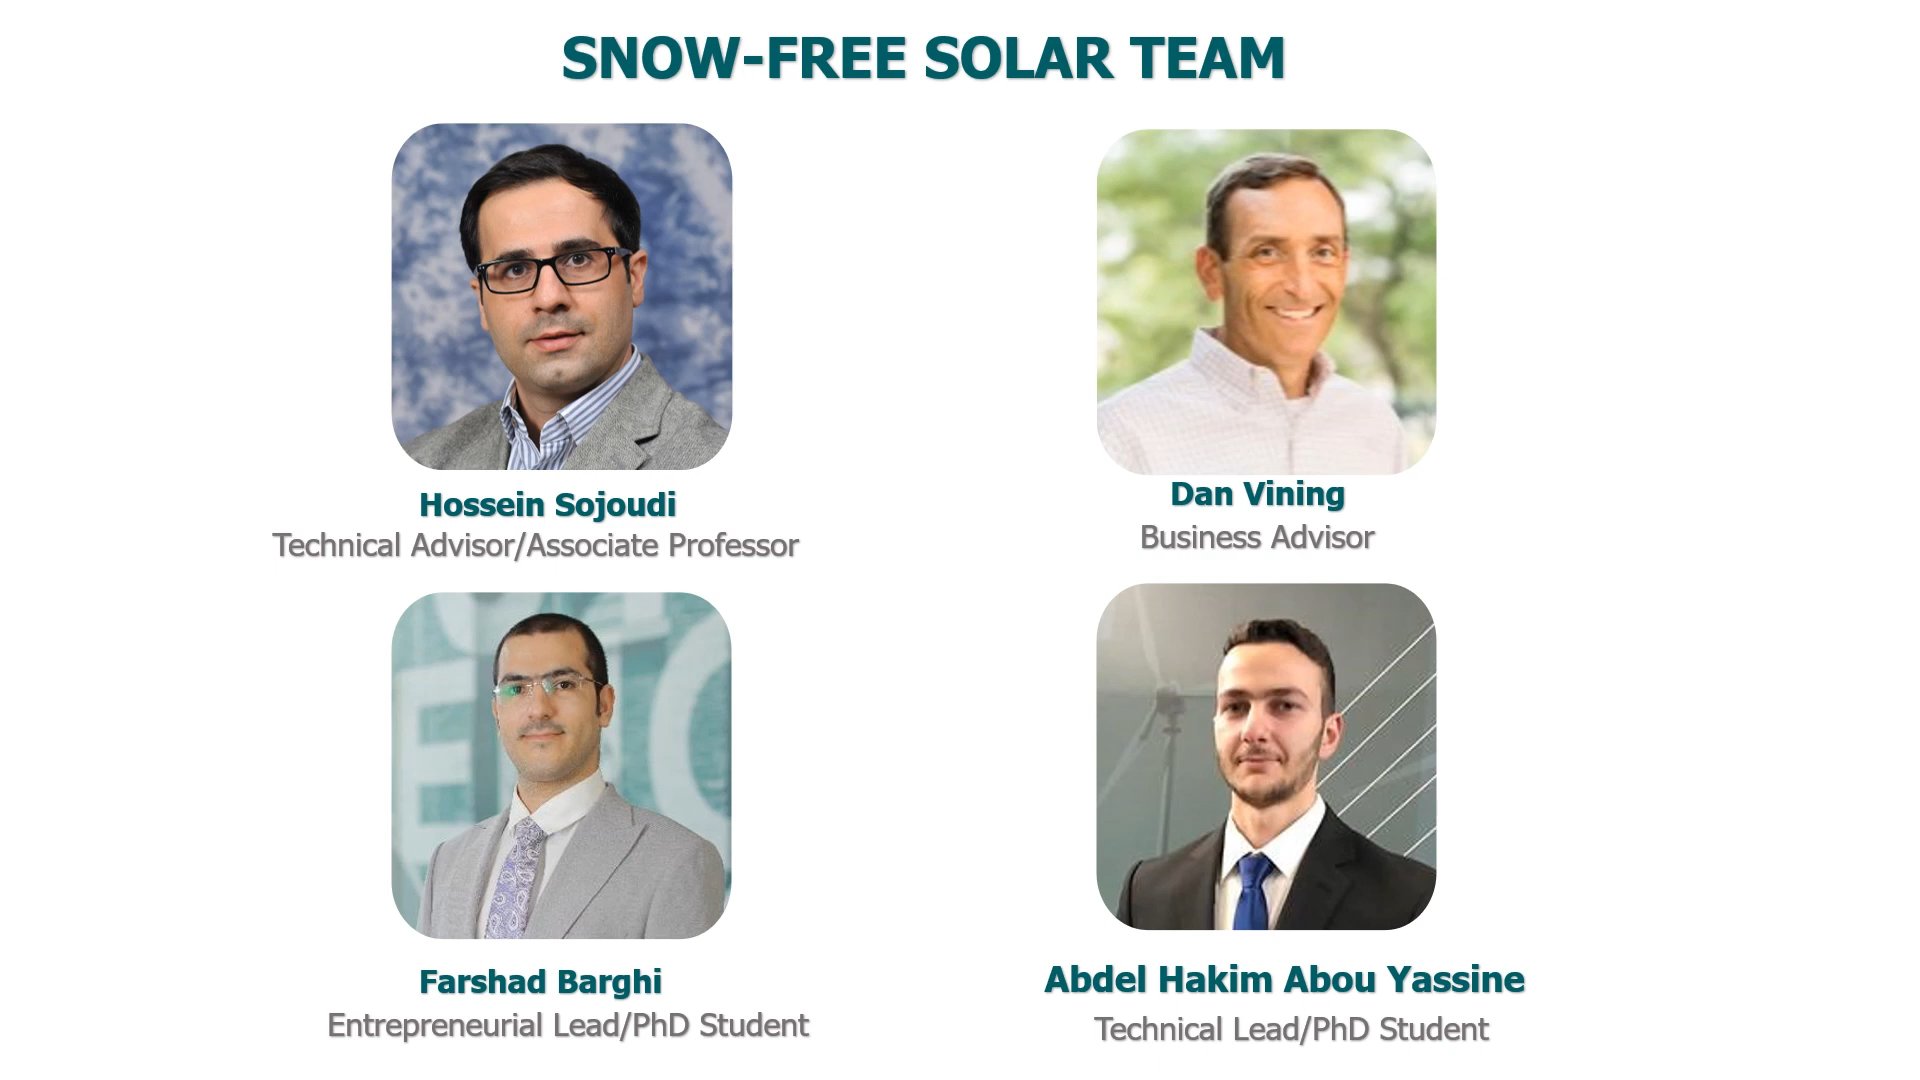 SNOW-FREE SOLAR TEAM
Hossein Sojoudi
Technical Advisor/Associate Professor
Dan Vining
Business Advisor
Farshad Barghi
Entrepreneurial Lead/PhD Student
Abdel Hakim Abou Yassine
Technical Lead/PhD Student